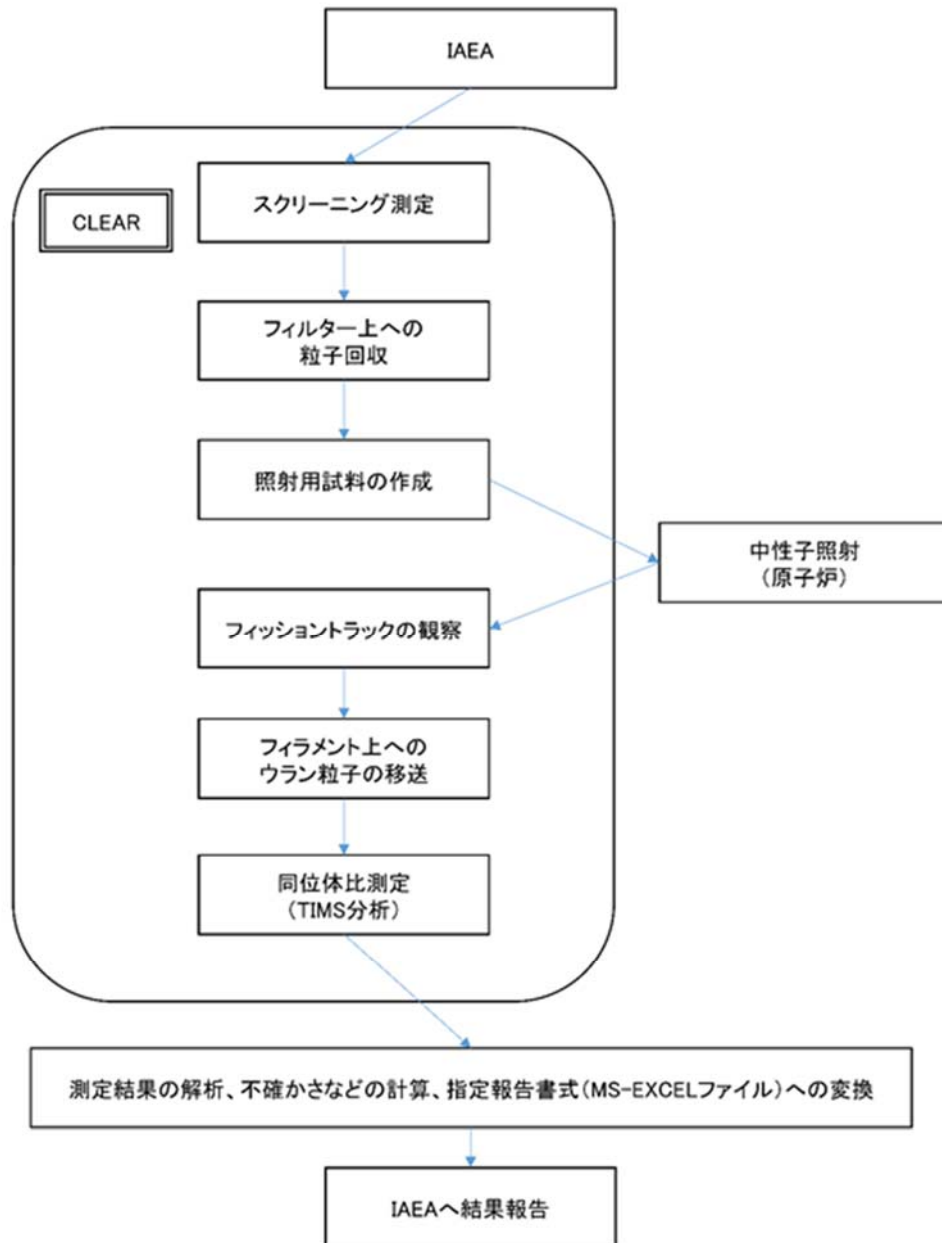 IAEA
CLEAR
スクリーニング測定
フィルター上への
粒子回収
照射用試料の作成
中性子照射
(原子炉)
フィッショントラックの観察
フィラメント上への
ウラン粒子の移送
同位体比測定
(TIMS分析)
測定結果の解析、不確かさなどの計算、指定報告書式(MS-EXCELファイル)への変換
IAEAへ結果報告